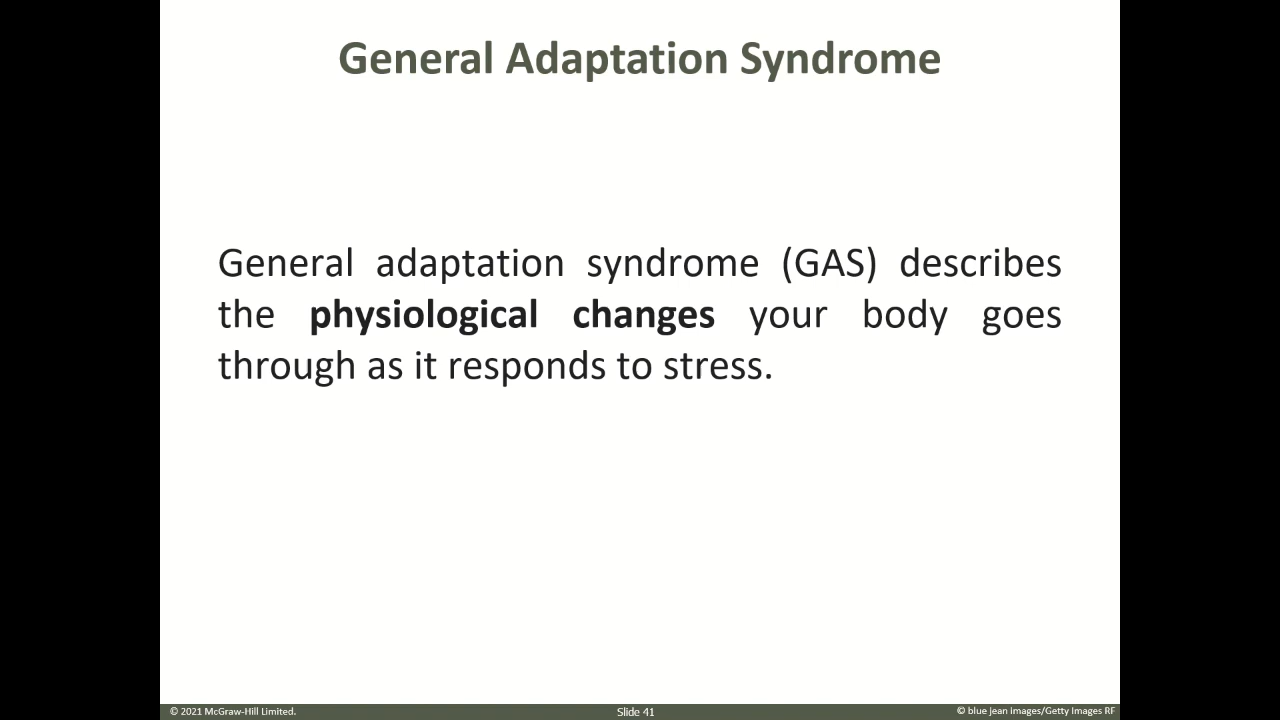 General Adaptation Syndrome
General adaptation syndrome (GAS) describes
the physiological changes your body goes
through as it responds to stress.
© 2021 McGraw-Hill Limited.
Slide 41
© blue jean images/Getty Images RF